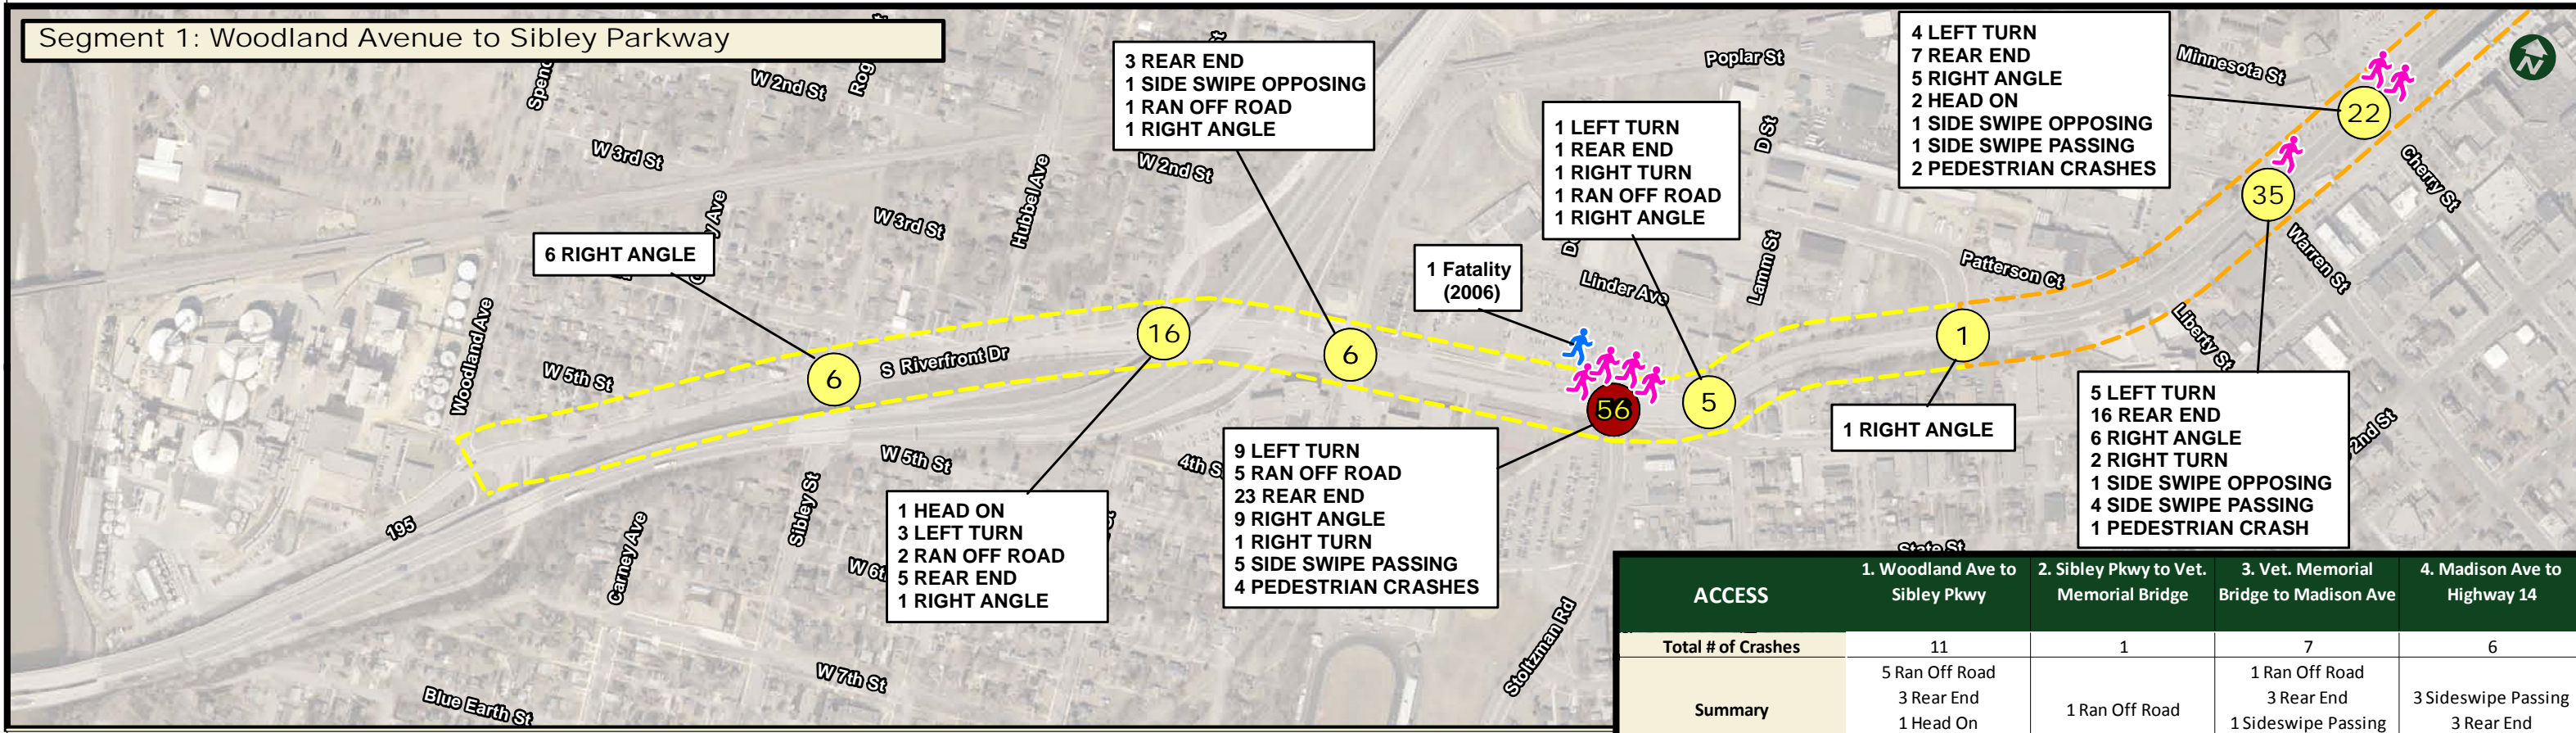 Segment 1: Woodland Avenue to Sibley Parkway
W 2nd St
W 3rd St
W 3rd St
Hubbel Ave
W 2nd St
Poplar St
D St
Minnesota St
N
3 REAR END
1 SIDE SWIPE OPPOSING
1 RAN OFF ROAD
1 RIGHT ANGLE
1 LEFT TURN
1 REAR END
1 RIGHT TURN
1 RAN OFF ROAD
1 RIGHT ANGLE
4 LEFT TURN
7 REAR END
5 RIGHT ANGLE
2 HEAD ON
1 SIDE SWIPE OPPOSING
1 SIDE SWIPE PASSING
2 PEDESTRIAN CRASHES
22
35
Cherry St
Warren St
6 RIGHT ANGLE
1 Fatality
(2006)
Linder Ave
Lamm St
Patterson Ct
Liberty St
Woodland Ave
W 5th St
6
S Riverfront Dr
16
6
56
5
1
1 RIGHT ANGLE
5 LEFT TURN
16 REAR END
6 RIGHT ANGLE
2 RIGHT TURN
1 SIDE SWIPE OPPOSING
4 SIDE SWIPE PASSING
1 PEDESTRIAN CRASH
2nd St
195
Carney Ave
Sibley St
W 5th St
4th S
W 6t
1 HEAD ON
3 LEFT TURN
2 RAN OFF ROAD
5 REAR END
1 RIGHT ANGLE
9 LEFT TURN
5 RAN OFF ROAD
23 REAR END
9 RIGHT ANGLE
1 RIGHT TURN
5 SIDE SWIPE PASSING
4 PEDESTRIAN CRASHES
Stoltzman Rd
W 7th St
Blue Earth St
State St
ACCESS
1. Woodland Ave to
Sibley Pkwy
2. Sibley Pkwy to Vet.
Memorial Bridge
3. Vet. Memorial
Bridge to Madison Ave
4. Madison Ave to
Highway 14
Total # of Crashes
11
1
7
6
Summary
5 Ran Off Road
3 Rear End
1 Head On
1 Ran Off Road
1 Ran Off Road
3 Rear End
1 Sideswipe Passing
3 Sideswipe Passing
3 Rear End